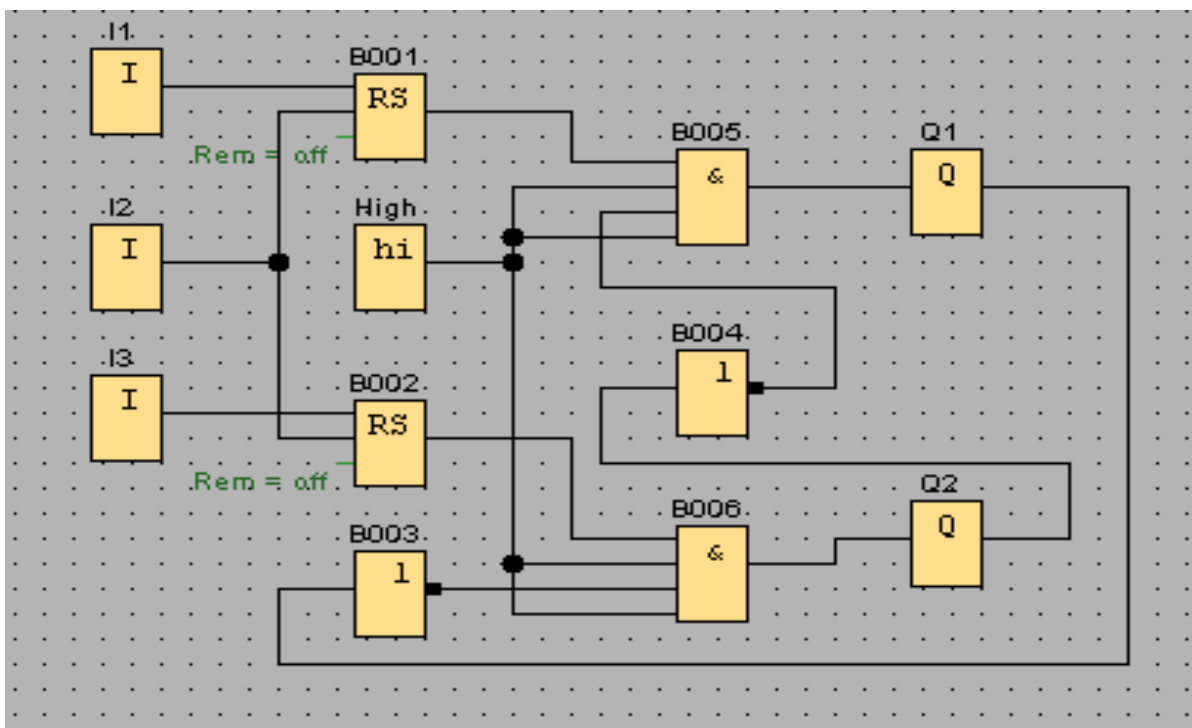 I1
I
B001
RS
Rem = off
B005
&
Q1
Q
I2
I
High
hi
B004
1
I3
I
B002
RS
Rem = off
B006
&
Q2
Q
B003
1